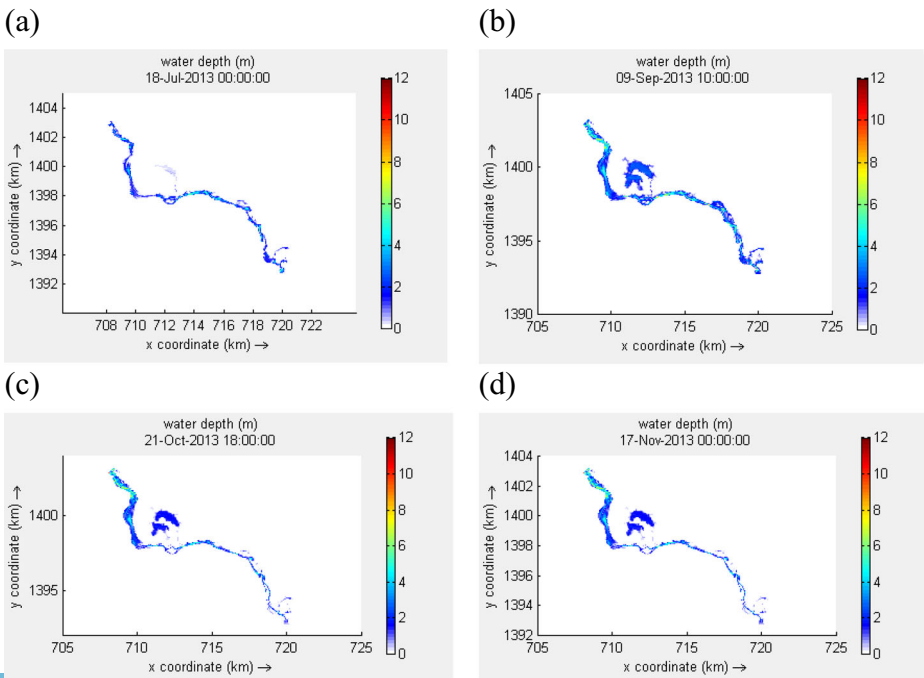 (a)
water depth (m)
18-Jul-2013 00:00:00
12
10
8
6
4
2
0
1404
1402
1400
1398
1396
1394
1392
y coordinate (km) →
708 710 712 714 716 718 720 722
x coordinate (km) →
(b)
water depth (m)
09-Sep-2013 10:00:00
12
10
8
6
4
2
0
1405
1400
1395
1390
y coordinate (km) →
705 710 715 720 725
x coordinate (km) →
(c)
water depth (m)
21-Oct-2013 18:00:00
12
10
8
6
4
2
0
1400
1395
y coordinate (km) →
705 710 715 720 725
x coordinate (km) →
(d)
water depth (m)
17-Nov-2013 00:00:00
12
10
8
6
4
2
0
1404
1402
1400
1398
1396
1394
1392
y coordinate (km) →
705 710 715 720 725
x coordinate (km) →